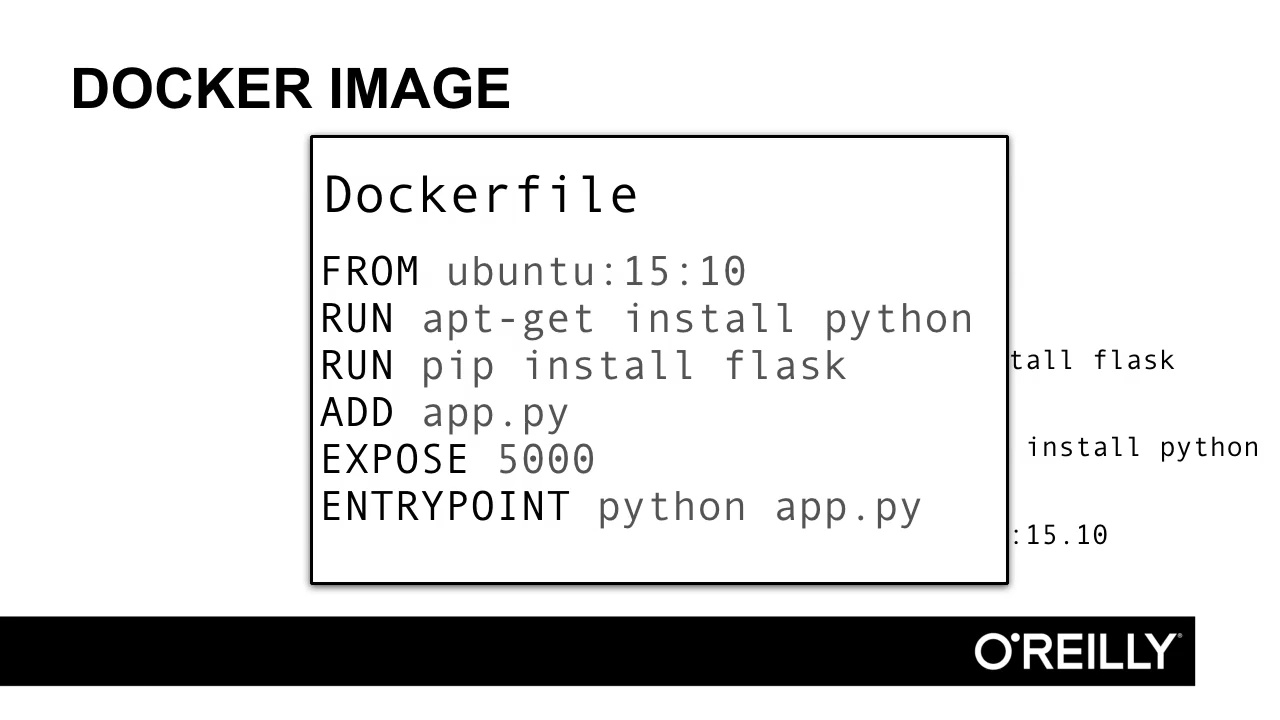 DOCKER IMAGE
Dockerfile
FROM ubuntu:15:10
RUN apt-get install python
RUN pip install flask
ADD app.py
EXPOSE 5000
ENTRYPOINT python app.py
tall flask
install python
:15.10
O'REILLY®